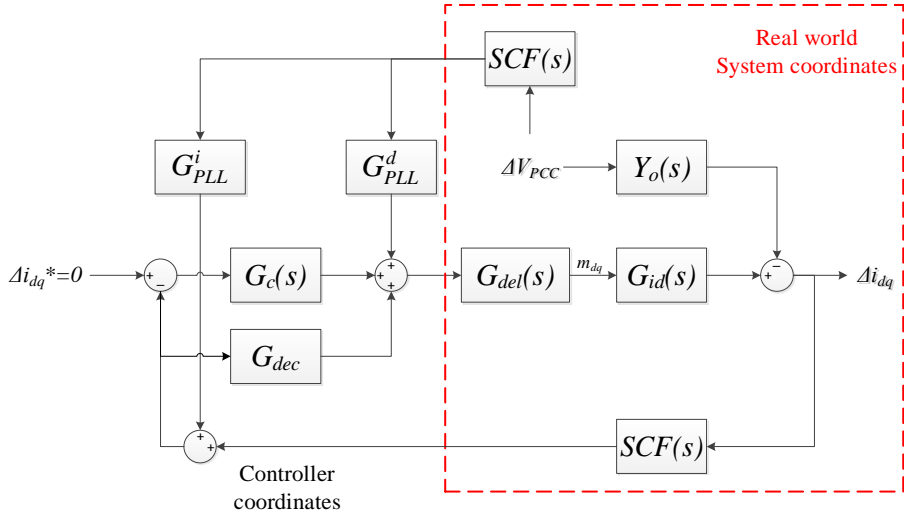 Real world
System coordinates
SCF(s)
G^i_PLL
G^d_PLL
ΔV_PCC
Y_o(s)
Δi_dq*=0
+
−
G_c(s)
+
+
+
G_del(s)
m_dq
G_id(s)
+
−
Δi_dq
G_dec
+
+
SCF(s)
Controller
coordinates